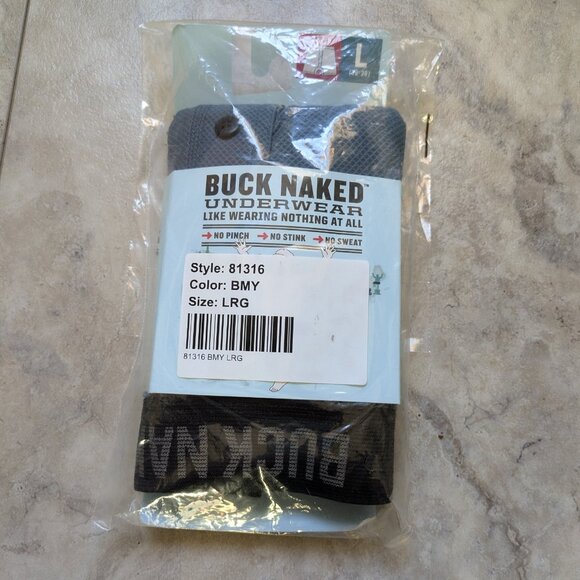 L
BUCK NAKED™
UNDERWEAR
LIKE WEARING NOTHING AT ALL
→ NO PINCH → NO STINK → NO SWEAT
Style: 81316
Color: BMY
Size: LRG
81316 BMY LRG
BUCK NA